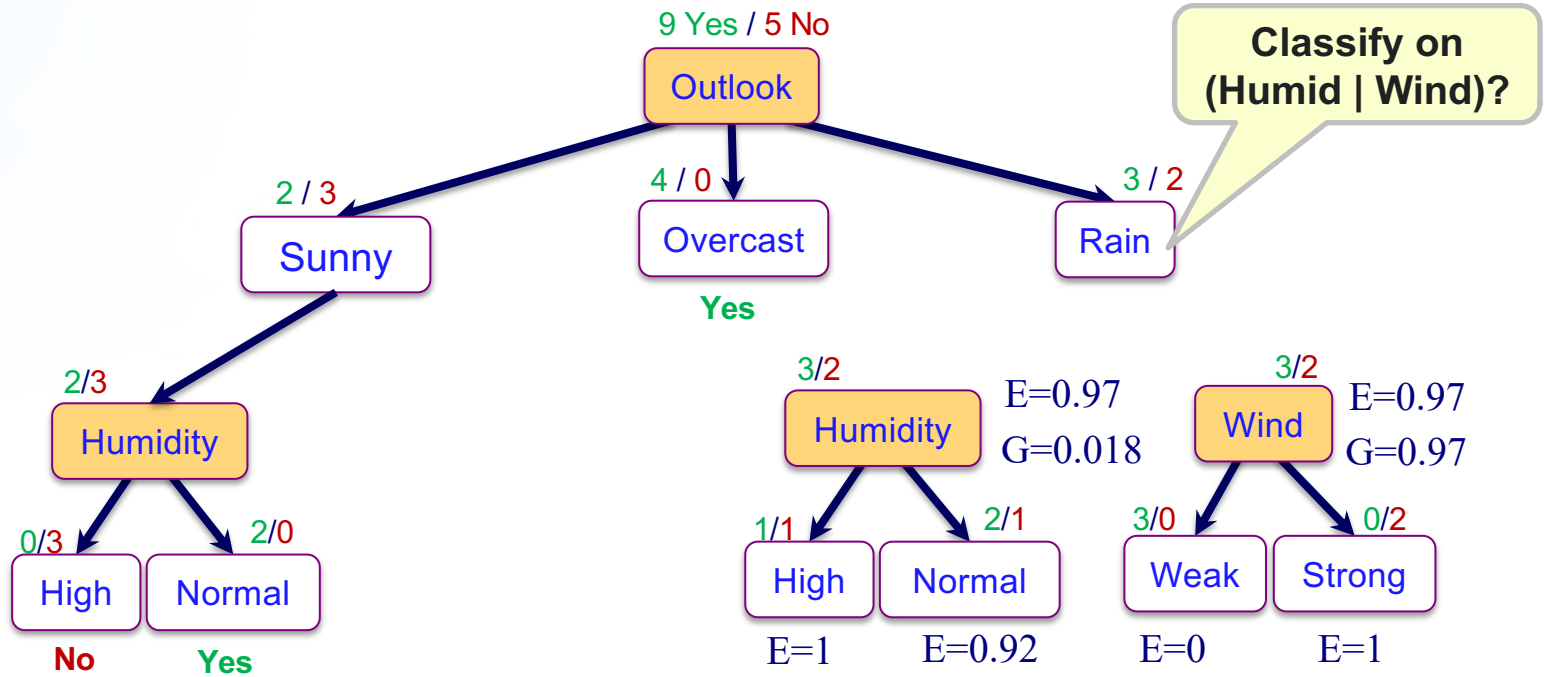 9 Yes / 5 No
Outlook
Classify on
(Humid | Wind)?
2 / 3
4 / 0
3 / 2
Sunny
Overcast
Rain
Yes
2/3
Humidity
0/3
2/0
High
Normal
No
Yes
3/2
Humidity
E=0.97
G=0.018
1/1
2/1
High
Normal
E=1
E=0.92
3/2
Wind
E=0.97
G=0.97
3/0
0/2
Weak
Strong
E=0
E=1